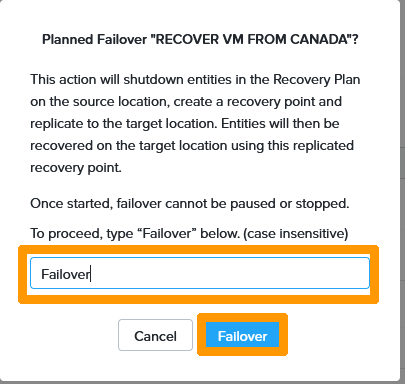 Planned Failover "RECOVER VM FROM CANADA"?
This action will shutdown entities in the Recovery Plan
on the source location, create a recovery point and
replicate to the target location. Entities will then be
recovered on the target location using this replicated
recovery point.
Once started, failover cannot be paused or stopped.
To proceed, type “Failover” below. (case insensitive)
Failover
Cancel
Failover